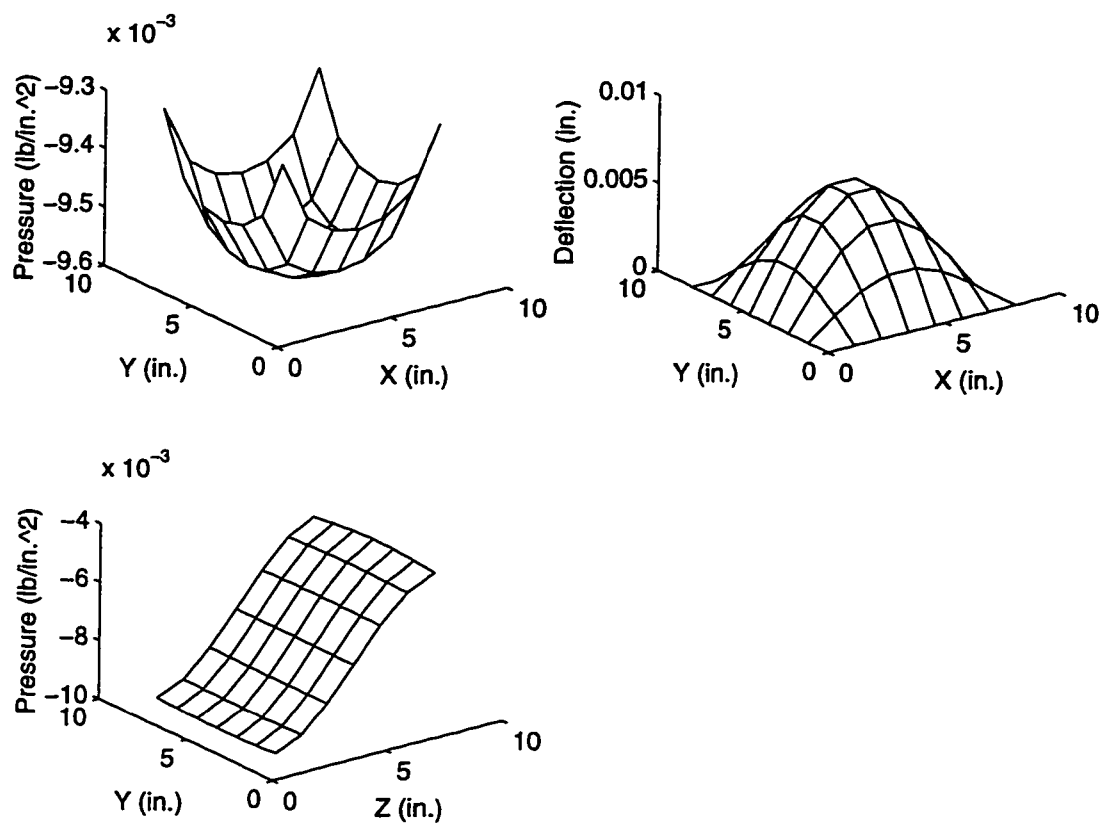 x 10^-3
Pressure (lb/in.^2)
-9.3
-9.4
-9.5
-9.6
10
5
0
Y (in.)
0
5
10
X (in.)
Deflection (in.)
0.01
0.005
0
10
5
0
Y (in.)
0
5
10
X (in.)
x 10^-3
Pressure (lb/in.^2)
-4
-6
-8
-10
10
5
0
Y (in.)
0
5
10
Z (in.)